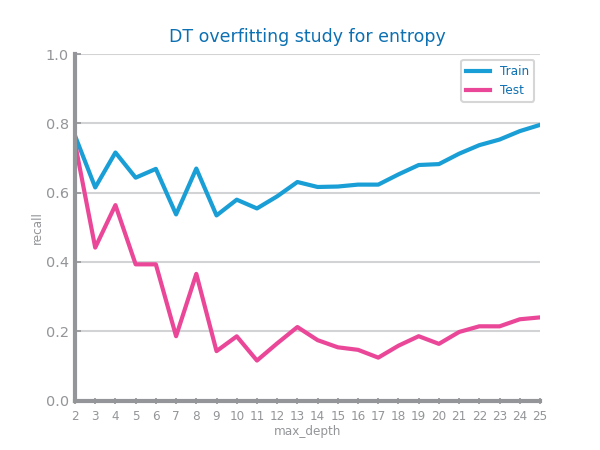 DT overfitting study for entropy
Train
Test
1.0
0.8
0.6
0.4
0.2
0.0
recall
2 3 4 5 6 7 8 9 10 11 12 13 14 15 16 17 18 19 20 21 22 23 24 25
max_depth